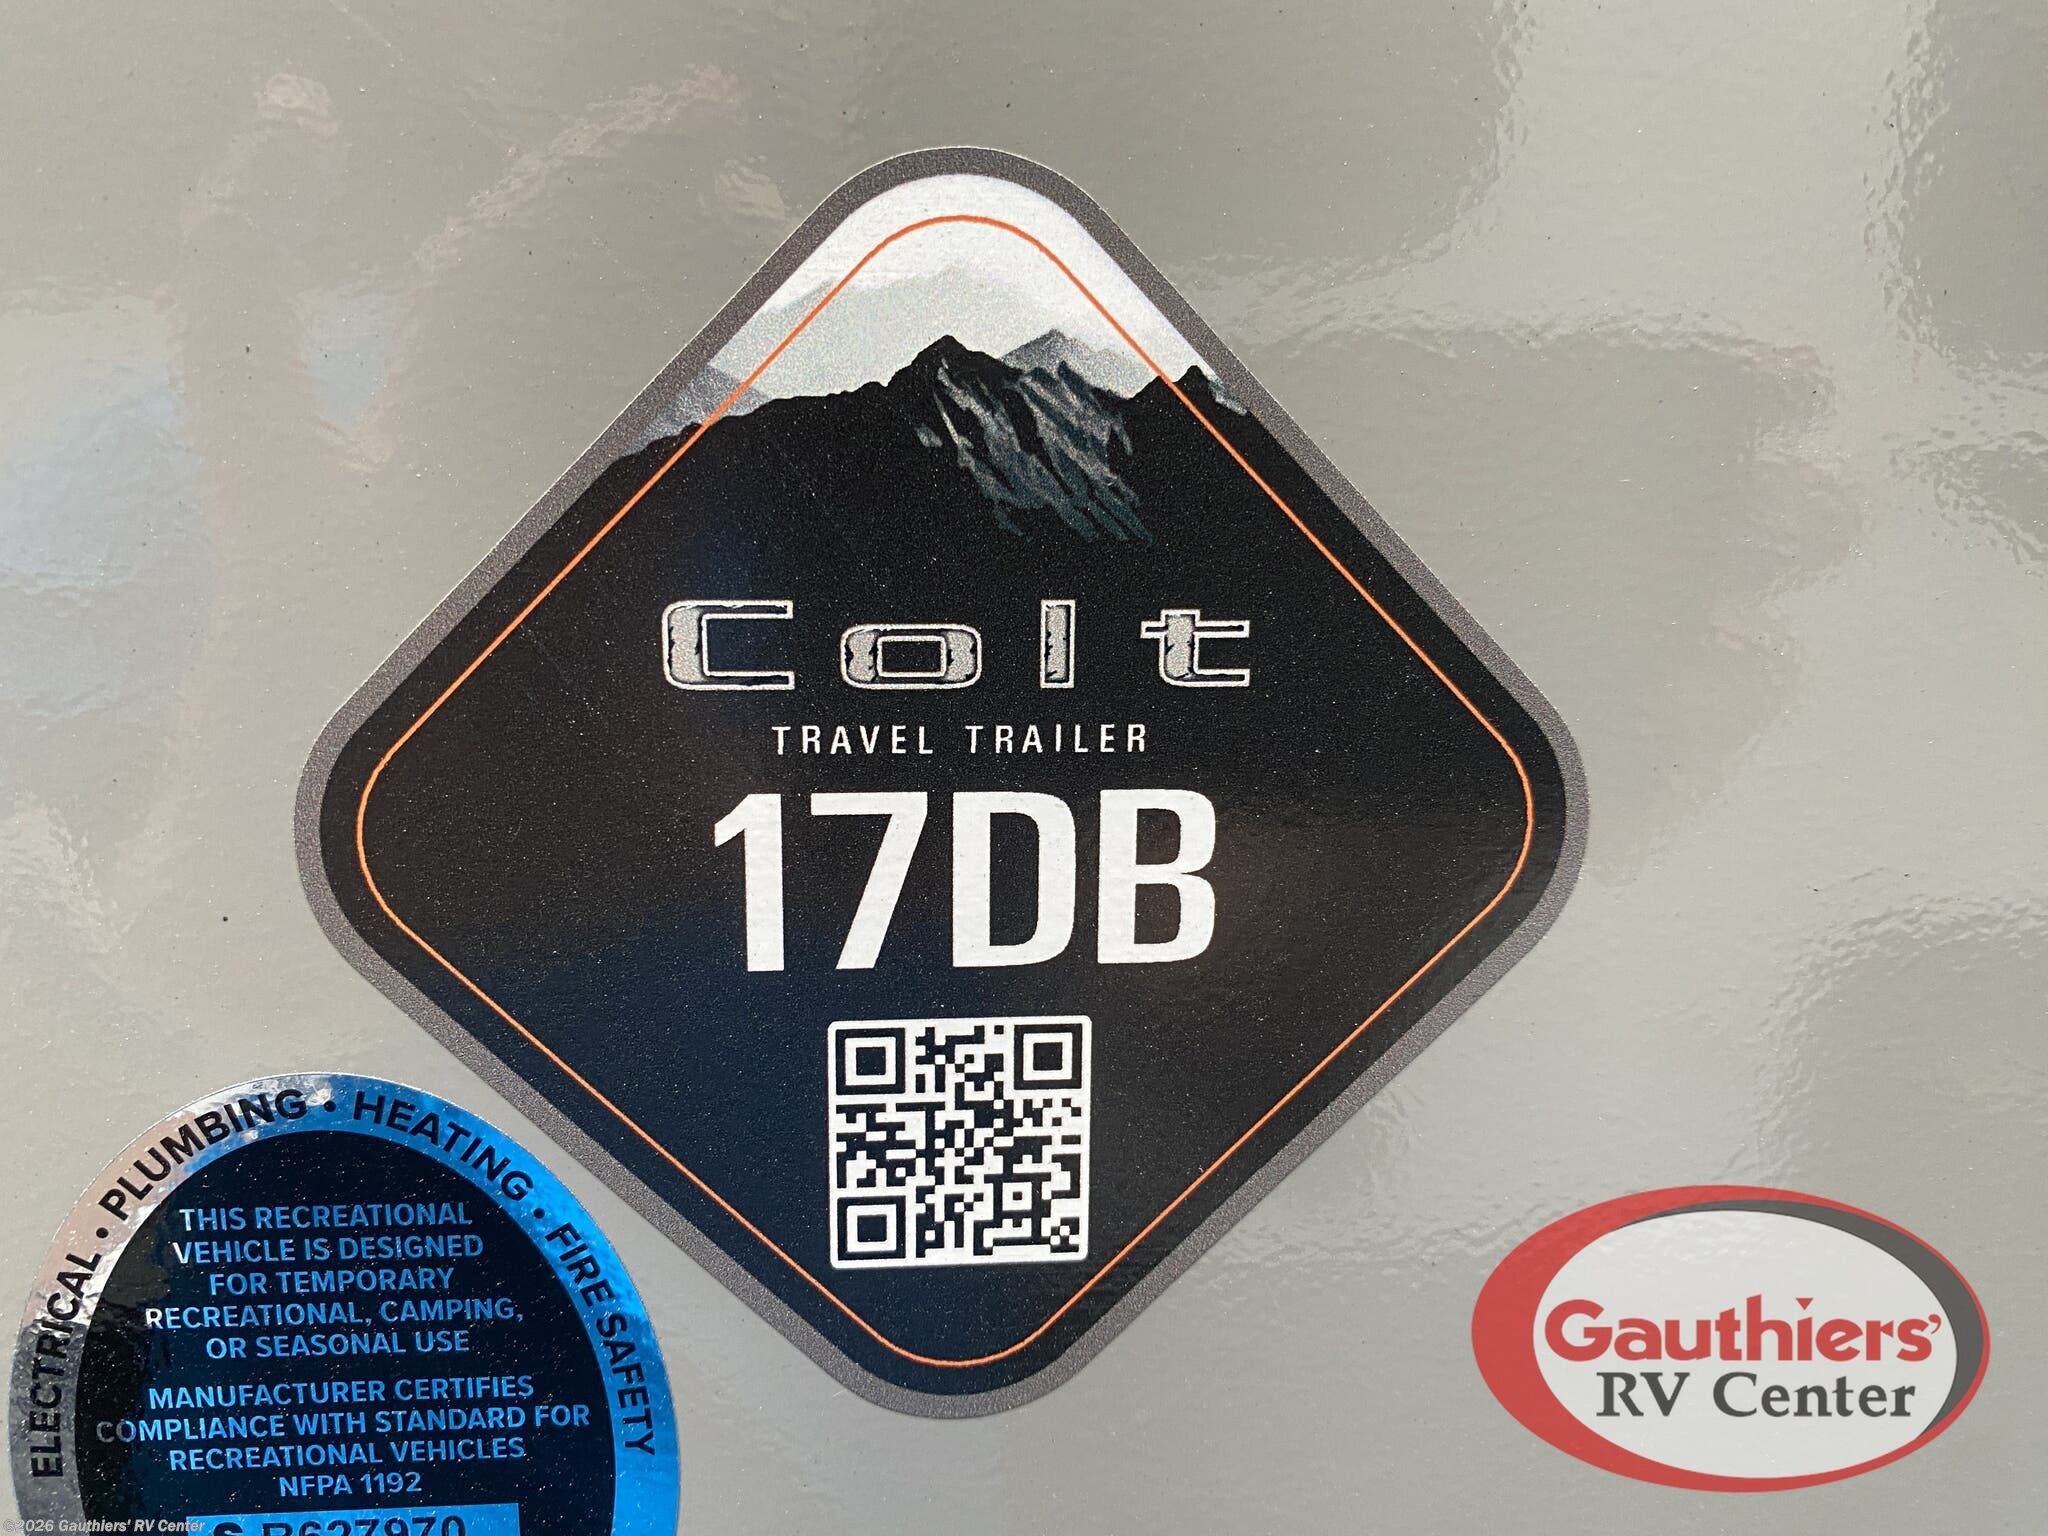 Colt
TRAVEL TRAILER
17DB
ELECTRICAL • PLUMBING • HEATING • FIRE SAFETY
THIS RECREATIONAL
VEHICLE IS DESIGNED
FOR TEMPORARY
RECREATIONAL, CAMPING,
OR SEASONAL USE
MANUFACTURER CERTIFIES
COMPLIANCE WITH STANDARD FOR
RECREATIONAL VEHICLES
NFPA 1192
S R627970
Gauthiers'
RV Center
©2026 Gauthiers' RV Center